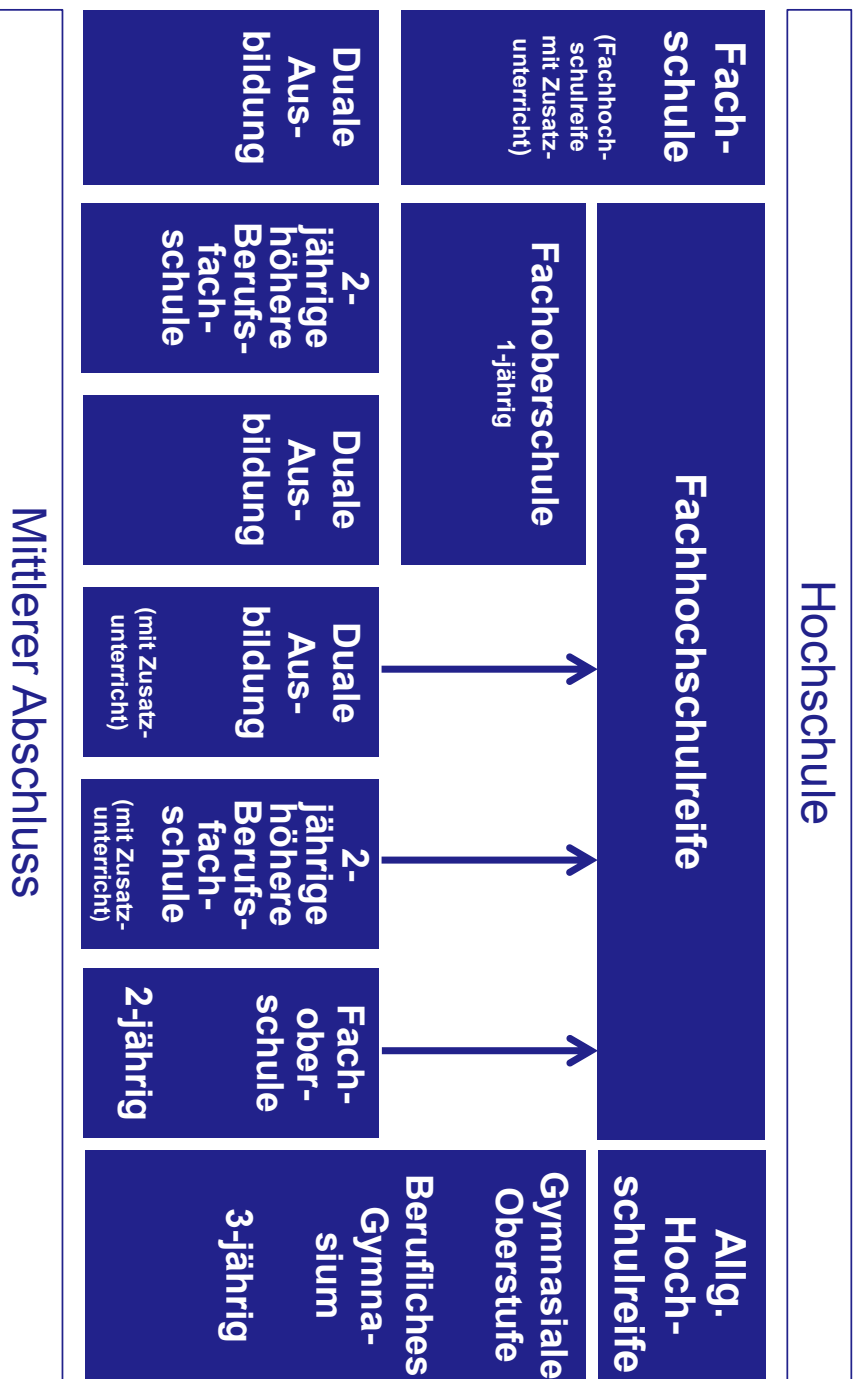 Hochschule
Fach-
schule
(Fachhoch-
schulreife
mit Zusatz-
unterricht)
Fachhochschulreife
Allg.
Hoch-
schulreife
Fachoberschule
1-jährig
Gymnasiale
Oberstufe
Berufliches
Gymna-
sium
3-jährig
Duale
Aus-
bildung
2-
jährige
höhere
Berufs-
fach-
schule
Duale
Aus-
bildung
Duale
Aus-
bildung
(mit Zusatz-
unterricht)
2-
jährige
höhere
Berufs-
fach-
schule
(mit Zusatz-
unterricht)
Fach-
ober-
schule
2-jährig
Mittlerer Abschluss